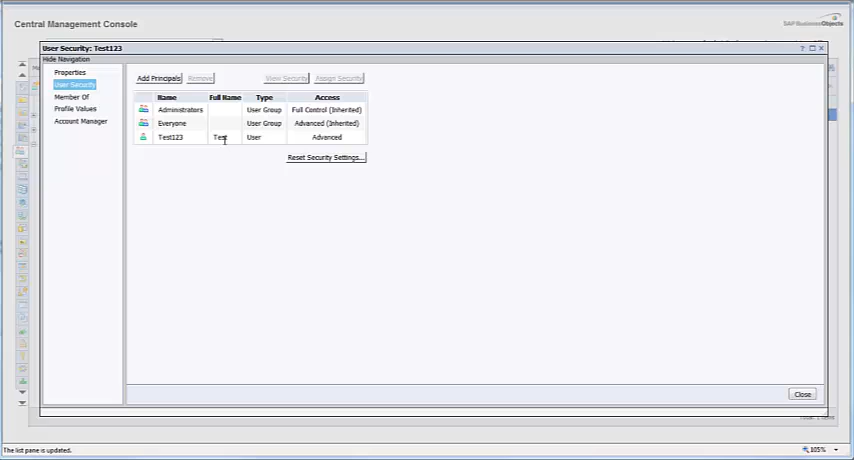 Central Management Console
SAP BusinessObjects
User Security: Test123
Hide Navigation
Properties
User Security
Member Of
Profile Values
Account Manager
Add Principals Remove View Security Assign Security
Name Full Name Type Access
Administrators User Group Full Control (Inherited)
Everyone User Group Advanced (Inherited)
Test123 Test User Advanced
Reset Security Settings...
Close
The list pane is updated.
105%